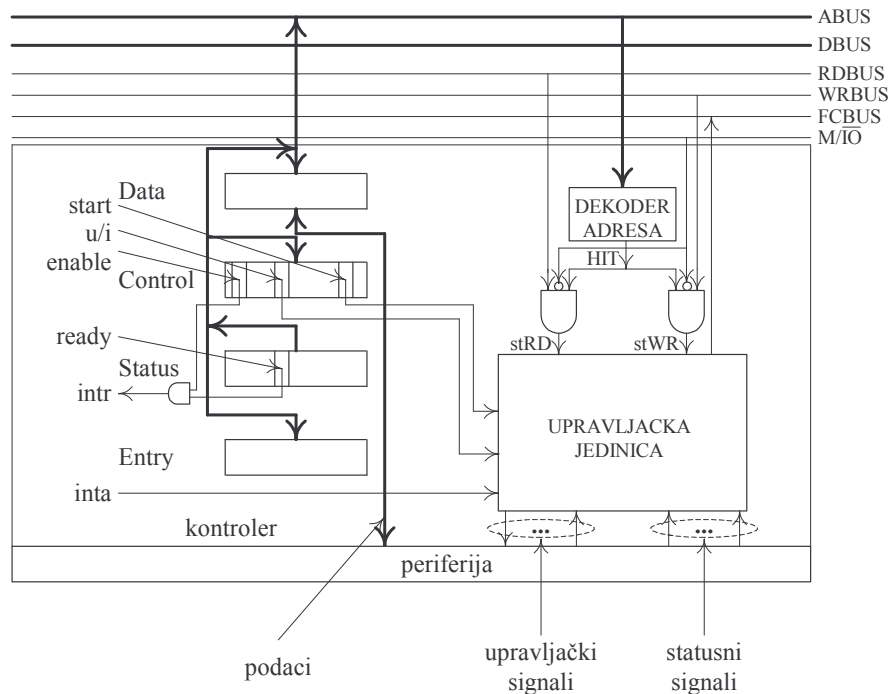 ABUS
DBUS
RDBUS
WRBUS
FCBUS
M/I̅O̅
Data
start
u/i
enable
Control
ready
Status
intr
Entry
inta
kontroler
DEKODER
ADRESA
HIT
stRD
stWR
UPRAVLJACKA
JEDINICA
...
...
periferija
podaci
upravljački
signali
statusni
signali